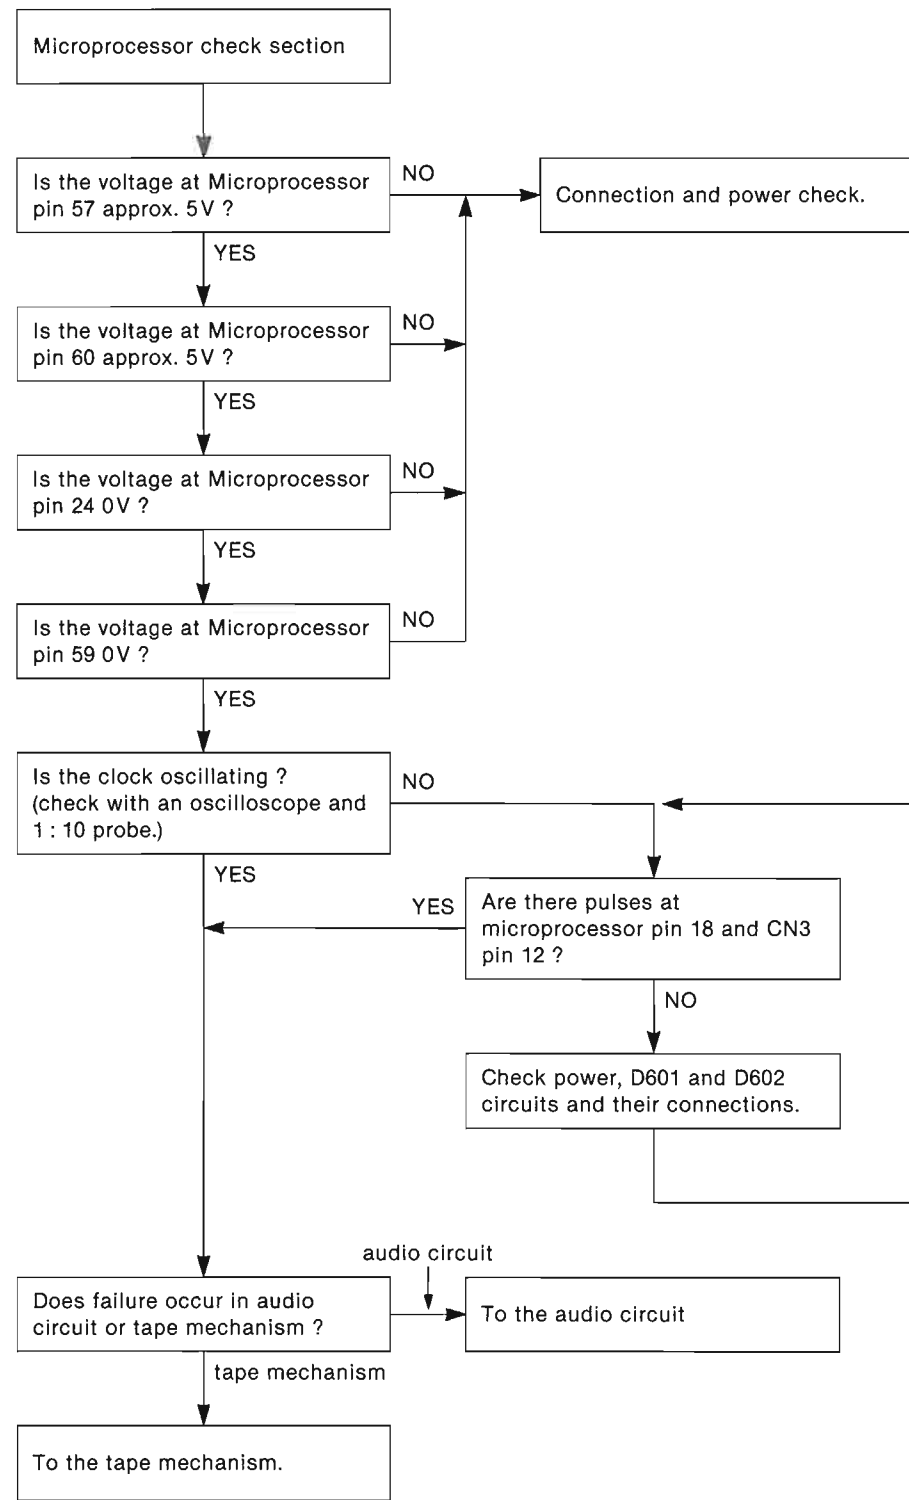 Microprocessor check section
Is the voltage at Microprocessor
pin 57 approx. 5V ?
NO
Connection and power check.
YES
Is the voltage at Microprocessor
pin 60 approx. 5V ?
NO
YES
Is the voltage at Microprocessor
pin 24 0V ?
NO
YES
Is the voltage at Microprocessor
pin 59 0V ?
NO
YES
Is the clock oscillating ?
(check with an oscilloscope and
1 : 10 probe.)
NO
YES
Are there pulses at
microprocessor pin 18 and CN3
pin 12 ?
YES
NO
Check power, D601 and D602
circuits and their connections.
Does failure occur in audio
circuit or tape mechanism ?
audio circuit
To the audio circuit
tape mechanism
To the tape mechanism.